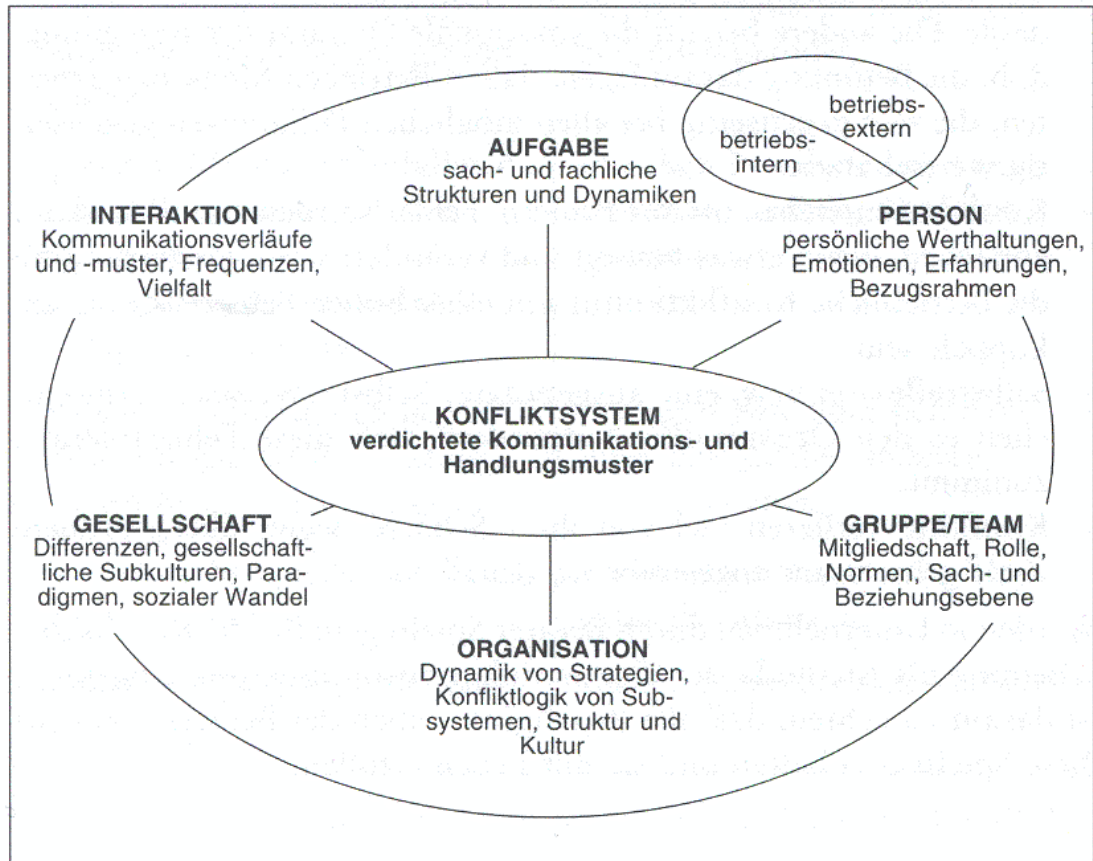 betriebs-
extern
betriebs-
intern
AUFGABE
sach- und fachliche
Strukturen und Dynamiken
INTERAKTION
Kommunikationsverläufe
und -muster, Frequenzen,
Vielfalt
PERSON
persönliche Werthaltungen,
Emotionen, Erfahrungen,
Bezugsrahmen
KONFLIKTSYSTEM
verdichtete Kommunikations- und
Handlungsmuster
GESELLSCHAFT
Differenzen, gesellschaft-
liche Subkulturen, Para-
digmen, sozialer Wandel
GRUPPE/TEAM
Mitgliedschaft, Rolle,
Normen, Sach- und
Beziehungsebene
ORGANISATION
Dynamik von Strategien,
Konfliktlogik von Sub-
systemen, Struktur und
Kultur